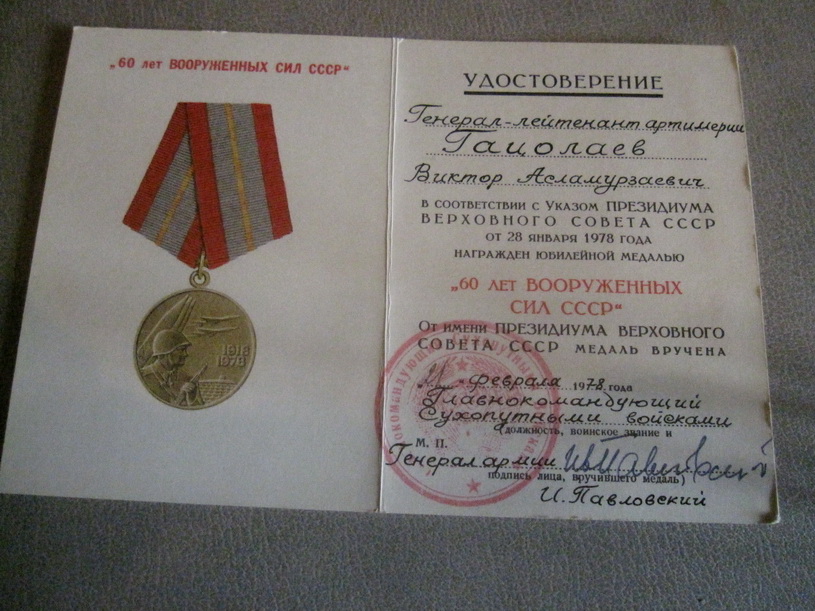 „60 лет ВООРУЖЕННЫХ СИЛ СССР“
1918
1978
УДОСТОВЕРЕНИЕ
Генерал-лейтенант артиллерии
Гацолаев
Виктор Асламурзаевич
В СООТВЕТСТВИИ С УКАЗОМ ПРЕЗИДИУМА
ВЕРХОВНОГО СОВЕТА СССР
ОТ 28 ЯНВАРЯ 1978 ГОДА
НАГРАЖДЕН ЮБИЛЕЙНОЙ МЕДАЛЬЮ
„60 ЛЕТ ВООРУЖЕННЫХ
СИЛ СССР“
ОТ ИМЕНИ ПРЕЗИДИУМА ВЕРХОВНОГО
СОВЕТА СССР МЕДАЛЬ ВРУЧЕНА
февраля 1978 года
Главнокомандующий
Сухопутными войсками
(должность, воинское звание и
М. П.
Генерал армии
подпись лица, вручившего медаль)
И. Павловский